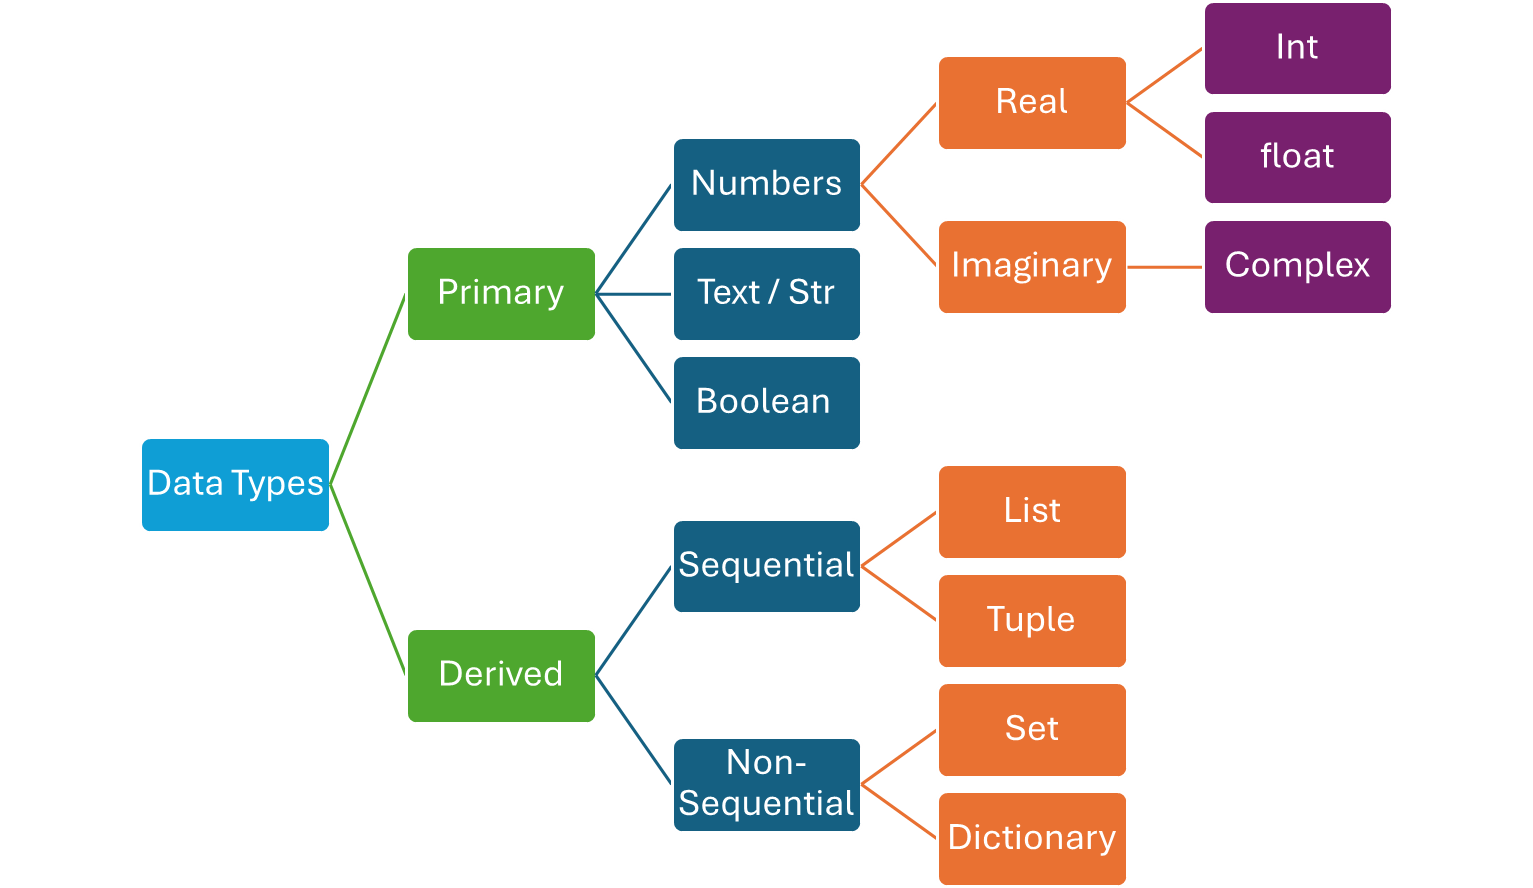 Data Types
Primary
Numbers
Real
Int
float
Imaginary
Complex
Text / Str
Boolean
Derived
Sequential
List
Tuple
Non-
Sequential
Set
Dictionary